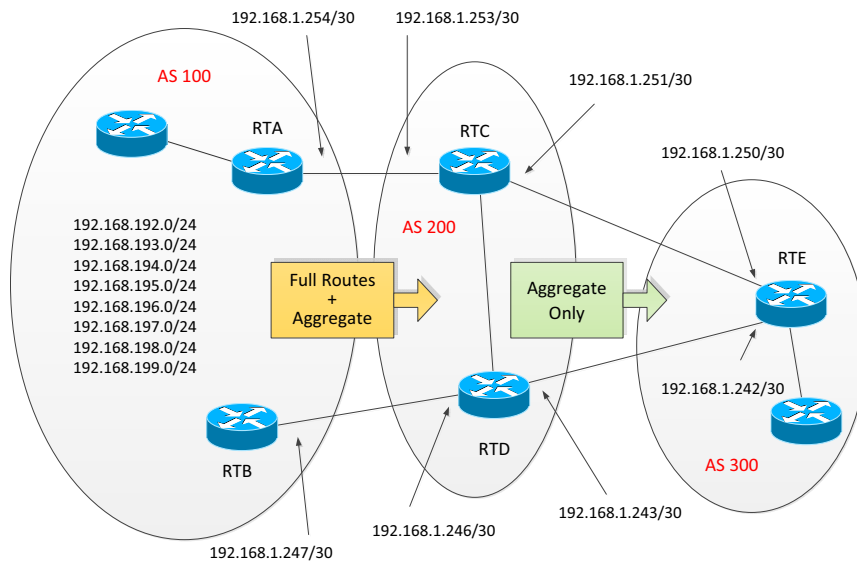 192.168.1.254/30
192.168.1.253/30
AS 100
192.168.1.251/30
RTA
RTC
192.168.1.250/30
192.168.192.0/24
192.168.193.0/24
192.168.194.0/24
192.168.195.0/24
192.168.196.0/24
192.168.197.0/24
192.168.198.0/24
192.168.199.0/24
AS 200
Full Routes
+
Aggregate
Aggregate
Only
RTE
192.168.1.242/30
RTB
RTD
AS 300
192.168.1.243/30
192.168.1.246/30
192.168.1.247/30